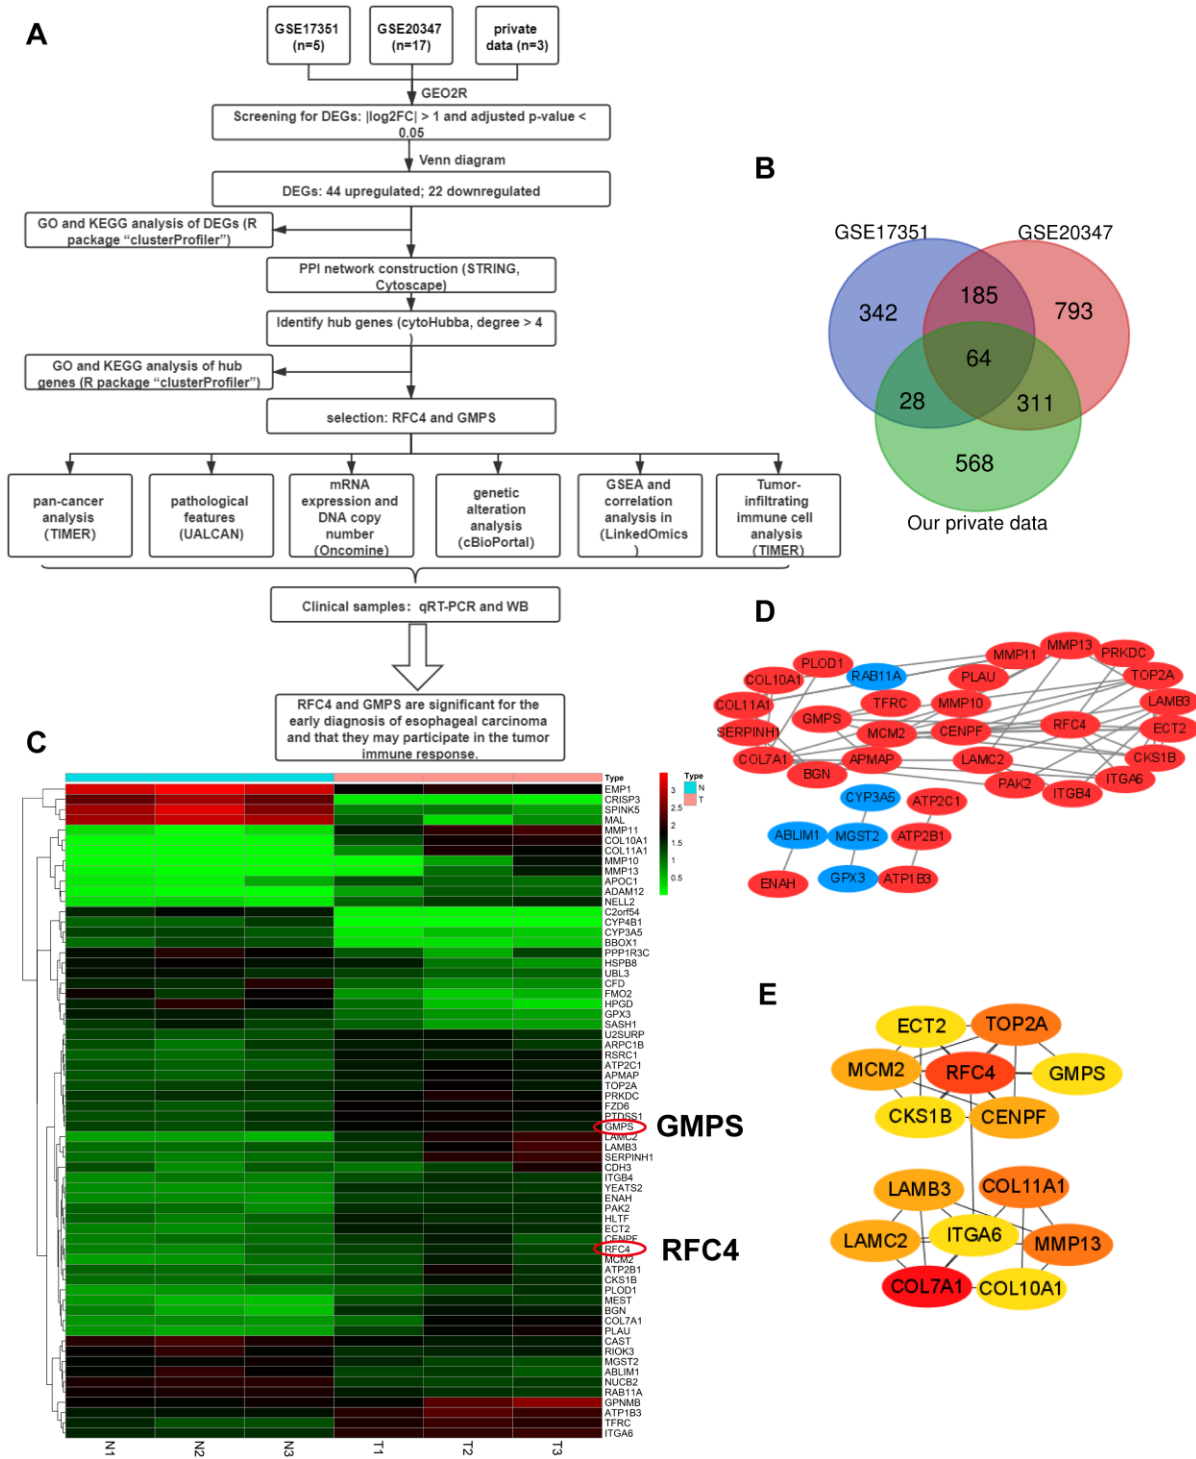 A
GSE17351
(n=5)
GSE20347
(n=17)
private
data (n=3)
GEO2R
Screening for DEGs: |log2FC| > 1 and adjusted p-value <
0.05
Venn diagram
DEGs: 44 upregulated; 22 downregulated
GO and KEGG analysis of DEGs (R
package “clusterProfiler”)
PPI network construction (STRING,
Cytoscape)
Identify hub genes (cytoHubba, degree > 4
)
GO and KEGG analysis of hub
genes (R package “clusterProfiler”)
selection: RFC4 and GMPS
pan-cancer
analysis
(TIMER)
pathological
features
(UALCAN)
mRNA
expression and
DNA copy
number
(Oncomine)
genetic
alteration
analysis
(cBioPortal)
GSEA and
correlation
analysis in
(LinkedOmics
)
Tumor-
infiltrating
immune cell
analysis
(TIMER)
Clinical samples: qRT-PCR and WB
RFC4 and GMPS are significant for the
early diagnosis of esophageal carcinoma
and that they may participate in the tumor
immune response.
B
GSE17351
GSE20347
342
185
793
64
28
311
568
Our private data
C
Type
EMP1
CRISP3
SPINK5
MAL
MMP11
COL10A1
COL11A1
MMP10
MMP13
APOC1
ADAM12
NELL2
C2orf54
CYP4B1
CYP3A5
BBOX1
PPP1R3C
HSPB8
UBL3
CFD
FMO2
HPGD
GPX3
SASH1
U2SURP
ARPC1B
RSRC1
ATP2C1
APMAP
TOP2A
PRKDC
FZD6
PTDSS1
GMPS
LAMC2
LAMB3
SERPINH1
CDH3
ITGB4
YEATS2
ENAH
PAK2
HLTF
ECT2
CENPF
RFC4
MCM2
ATP2B1
CKS1B
PLOD1
MEST
BGN
COL7A1
PLAU
CAST
RIOK3
MGST2
ABLIM1
NUCB2
RAB11A
GPNMB
ATP1B3
TFRC
ITGA6
N1
N2
N3
T1
T2
T3
3
2.5
2
1.5
1
0.5
Type
N
T
GMPS
RFC4
D
MMP13
PRKDC
MMP11
PLOD1
RAB11A
PLAU
TOP2A
COL10A1
COL11A1
TFRC
MMP10
LAMB3
GMPS
SERPINH1
MCM2
CENPF
RFC4
ECT2
COL7A1
APMAP
LAMC2
CKS1B
BGN
PAK2
ITGB4
ITGA6
CYP3A5
ATP2C1
ABLIM1
MGST2
ATP2B1
ENAH
GPX3
ATP1B3
E
ECT2
TOP2A
MCM2
RFC4
GMPS
CKS1B
CENPF
LAMB3
COL11A1
LAMC2
ITGA6
MMP13
COL7A1
COL10A1